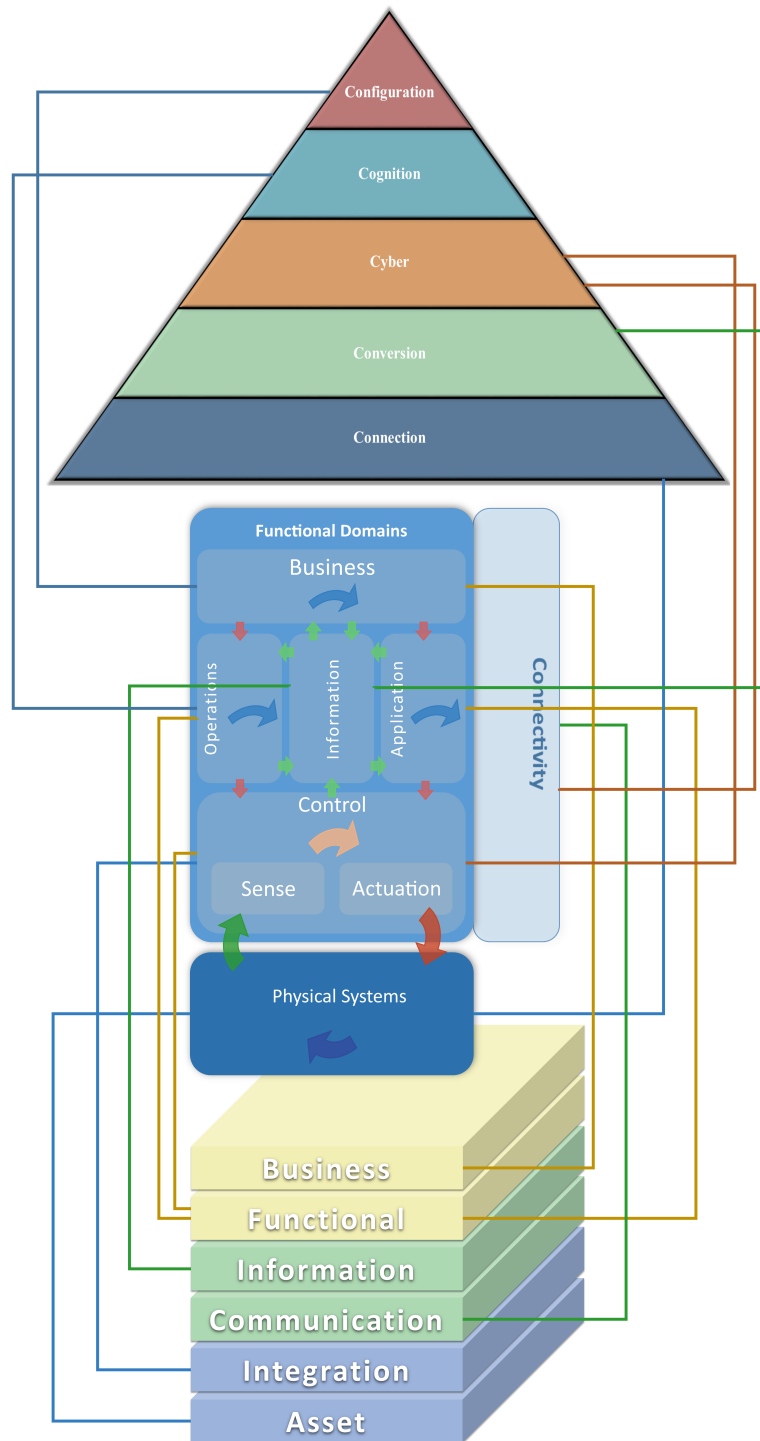 Configuration
Cognition
Cyber
Conversion
Connection
Functional Domains
Business
Operations
Information
Application
Connectivity
Control
Sense
Actuation
Physical Systems
Business
Functional
Information
Communication
Integration
Asset